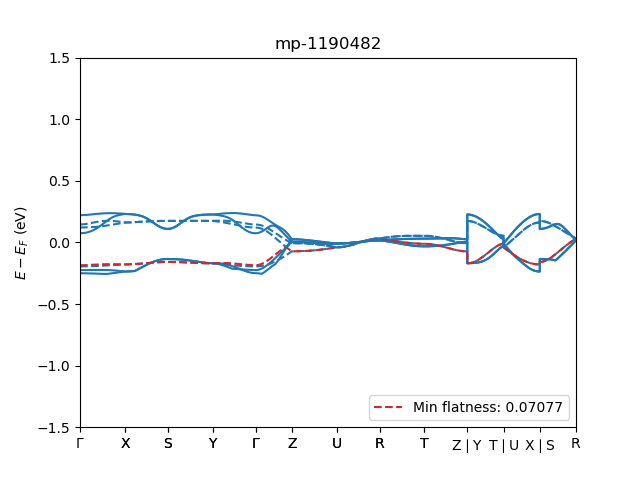 mp-1190482
1.5
1.0
0.5
0.0
−0.5
−1.0
−1.5
E − E_F (eV)
Min flatness: 0.07077
Γ X S Y Γ Z U R T Z | Y T | U X | S R